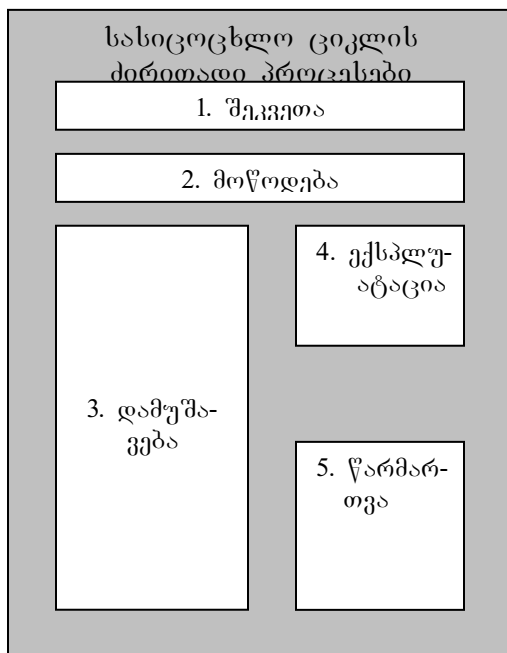 სასიცოცხლო ციკლის
ძირითადი პროცესები
1. შეკვეთა
2. მოწოდება
3. დამუშა-
ვება
4. ექსპლუ-
ატაცია
5. წარმარ-
თვა